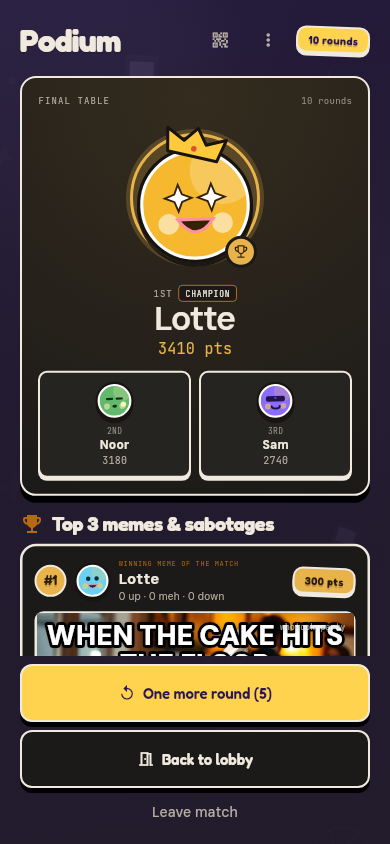 Podium
10 rounds
FINAL TABLE
10 rounds
1ST CHAMPION
Lotte
3410 pts
2ND
Noor
3180
3RD
Sam
2740
Top 3 memes & sabotages
#1
WINNING MEME OF THE MATCH
Lotte
0 up · 0 meh · 0 down
300 pts
WHEN THE CAKE HITS
THE FLOOR
One more round (5)
Back to lobby
Leave match